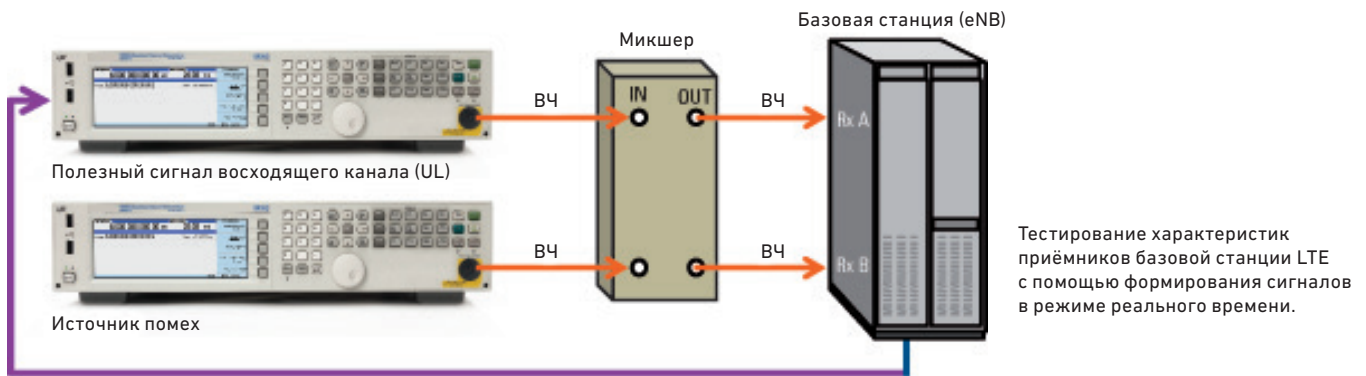 Базовая станция (eNB)
Микшер
ВЧ
IN
OUT
ВЧ
Rx A
Полезный сигнал восходящего канала (UL)
ВЧ
ВЧ
Rx B
Источник помех
Тестирование характеристик
приёмников базовой станции LTE
с помощью формирования сигналов
в режиме реального времени.